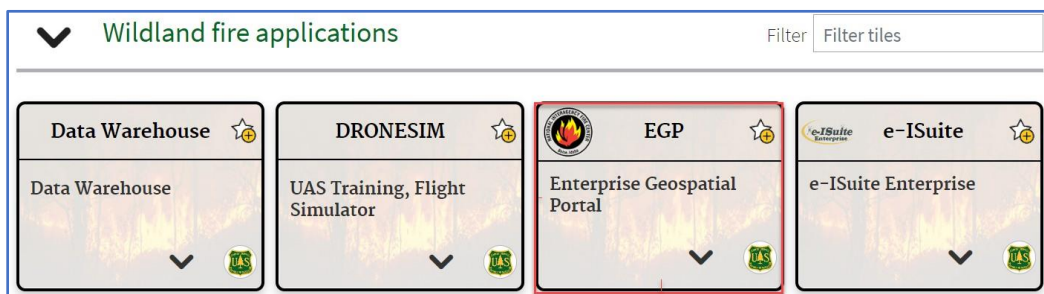 Wildland fire applications
Filter
Filter tiles
Data Warehouse
Data Warehouse
DRONESIM
UAS Training, Flight
Simulator
EGP
Enterprise Geospatial
Portal
e-ISuite
Enterprise
e-ISuite
e-ISuite Enterprise